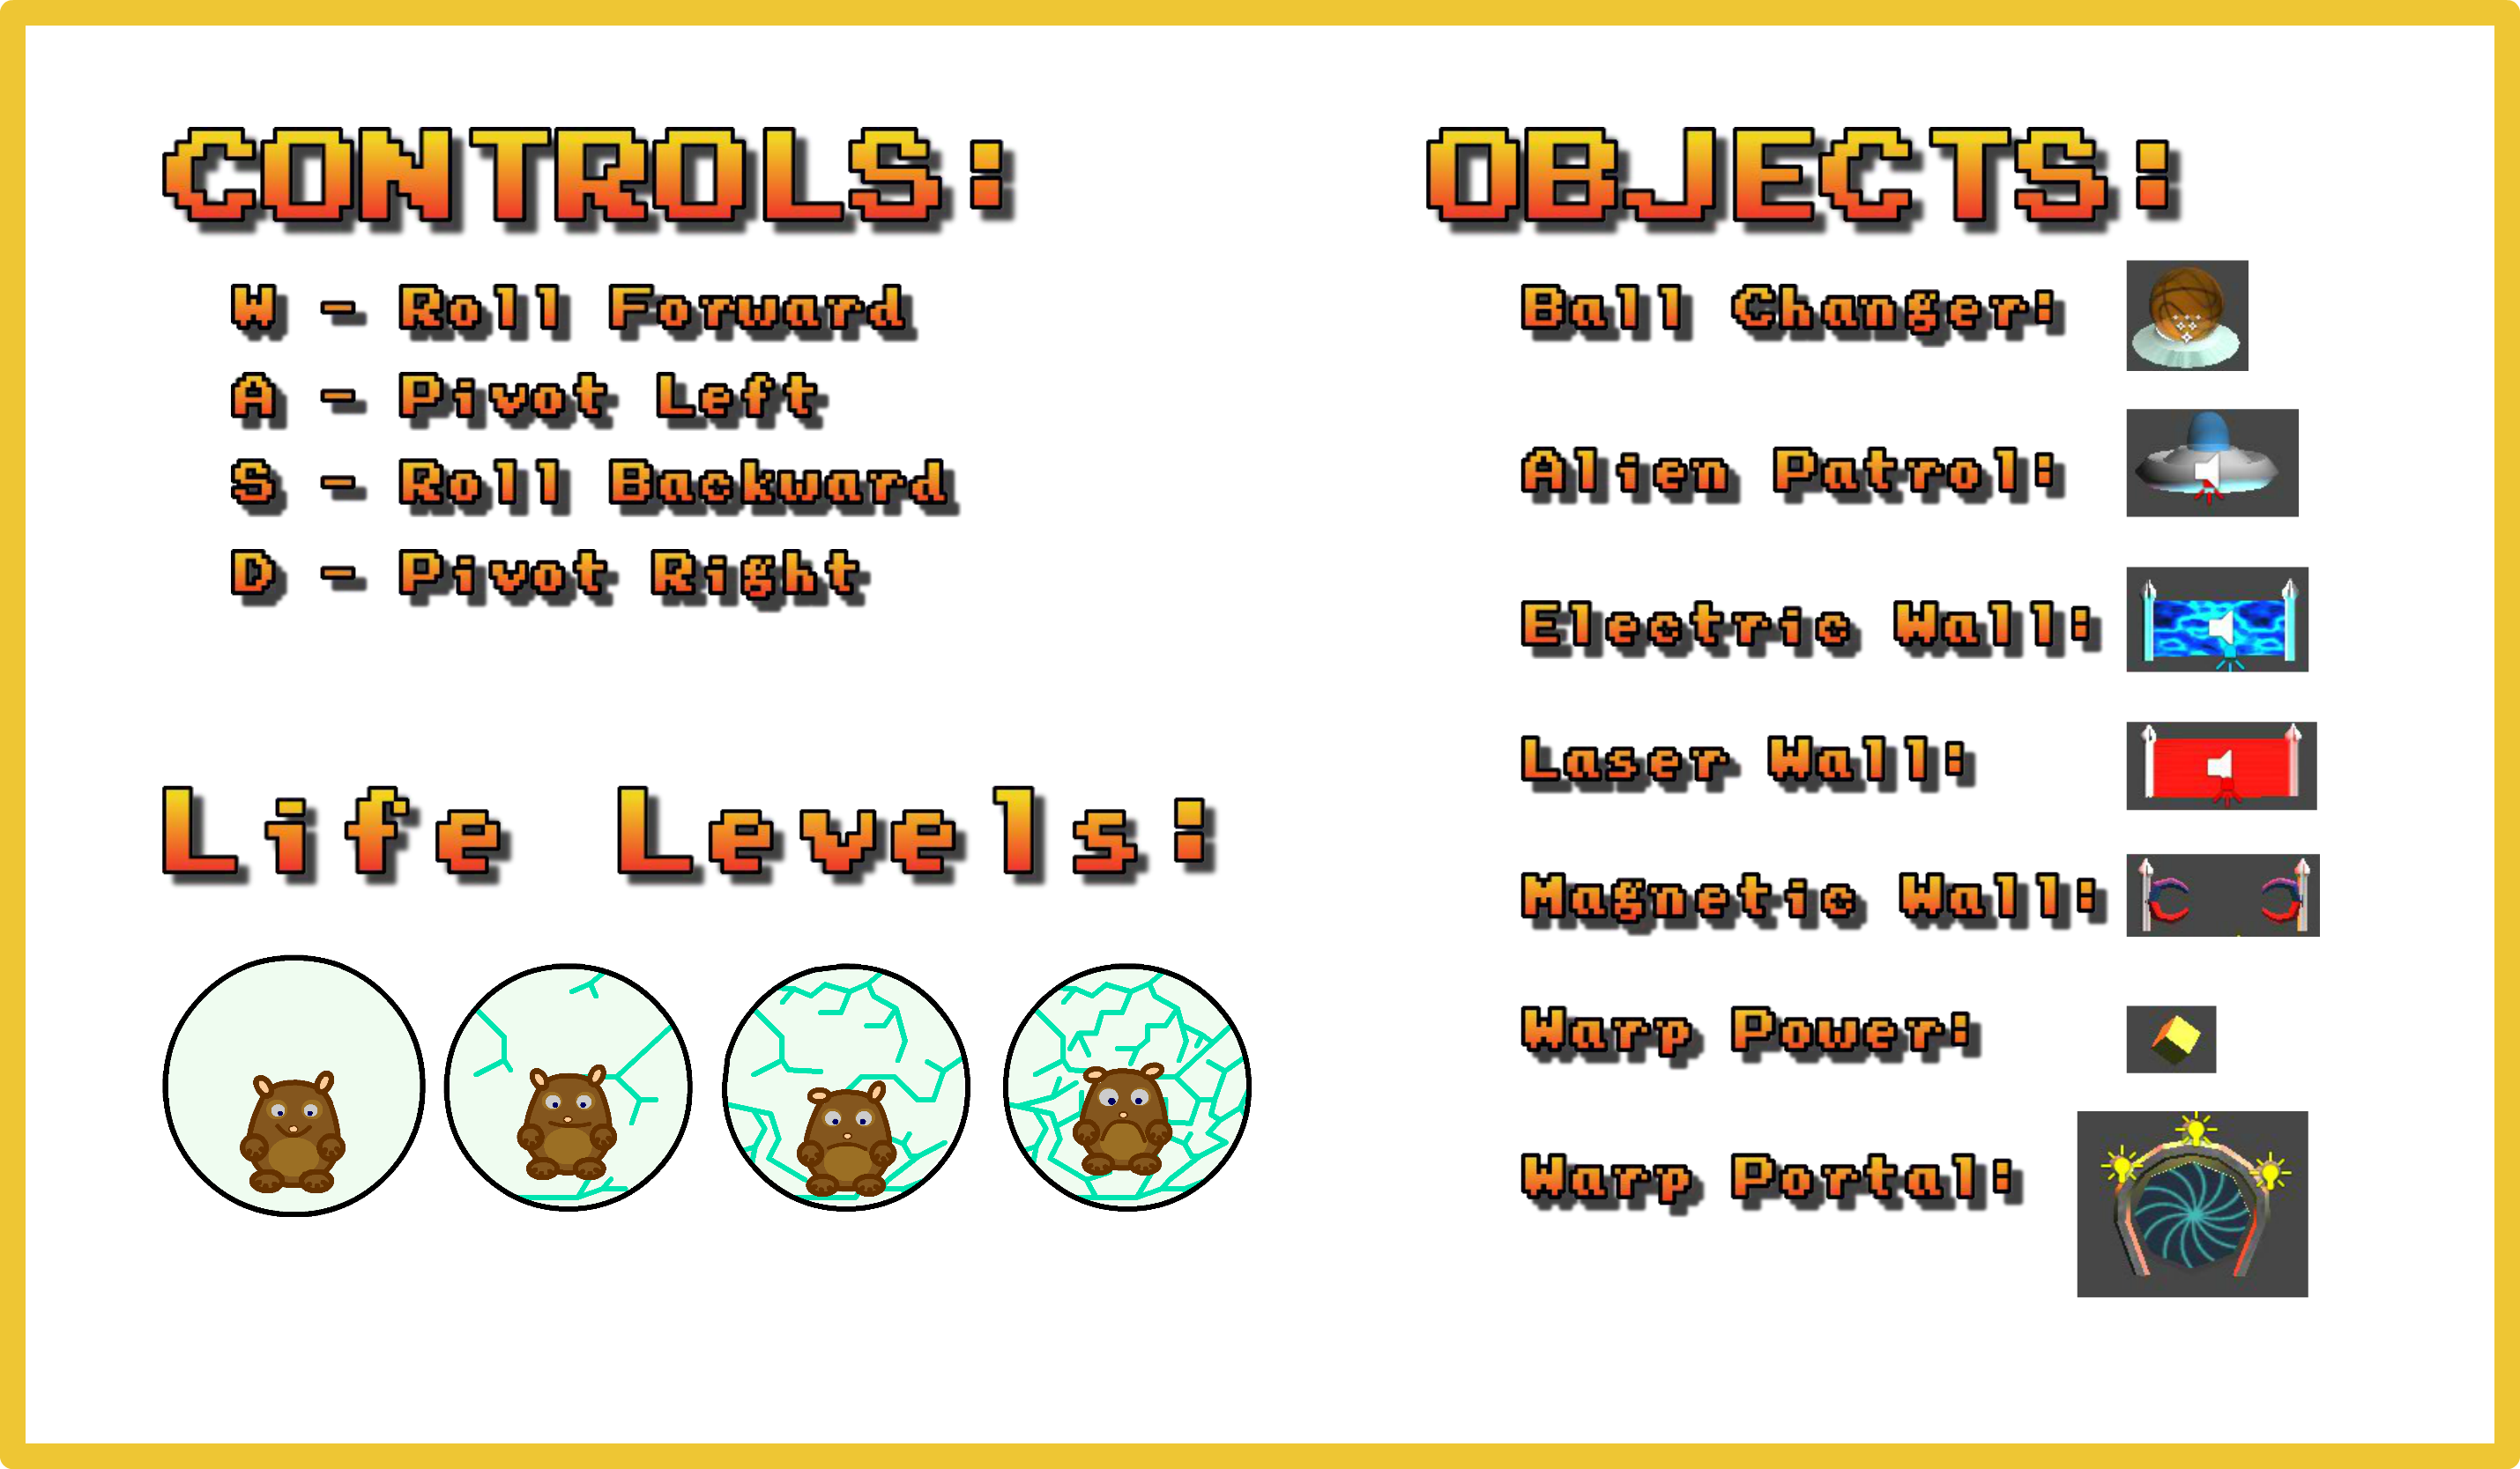 CONTROLS:
W - Roll Forward
A - Pivot Left
S - Roll Backward
D - Pivot Right
Life Levels:
OBJECTS:
Ball Changer:
Alien Patrol:
Electric Wall:
Laser Wall:
Magnetic Wall:
Warp Power:
Warp Portal: